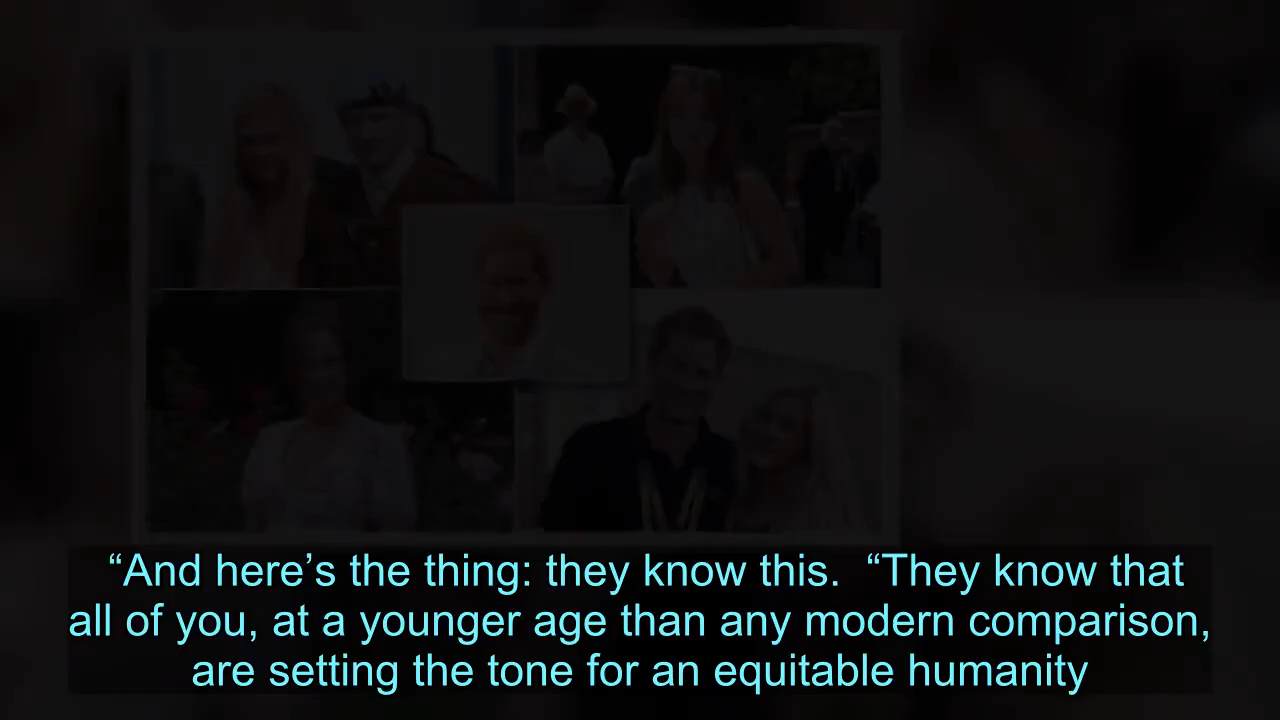 “And here’s the thing: they know this.  “They know that
all of you, at a younger age than any modern comparison,
are setting the tone for an equitable humanity